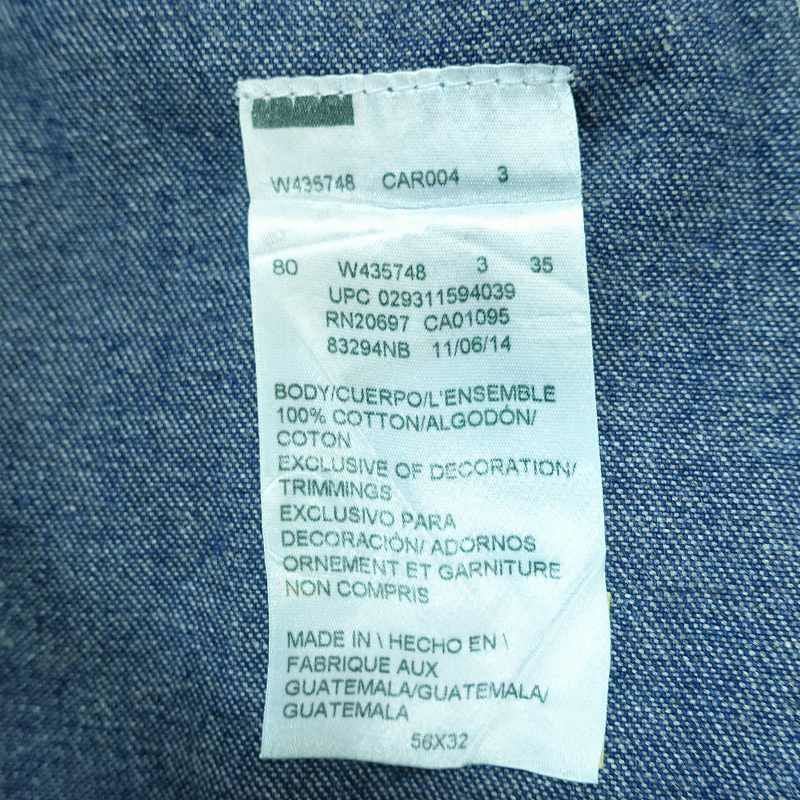 W435748 CAR004 3
80 W435748 3 35
UPC 029311594039
RN20697 CA01095
83294NB 11/06/14
BODY/CUERPO/L'ENSEMBLE
100% COTTON/ALGODÓN/
COTON
EXCLUSIVE OF DECORATION/
TRIMMINGS
EXCLUSIVO PARA
DECORACIÓN/ ADORNOS
ORNEMENT ET GARNITURE
NON COMPRIS
MADE IN \ HECHO EN \
FABRIQUE AUX
GUATEMALA/GUATEMALA/
GUATEMALA
56X32